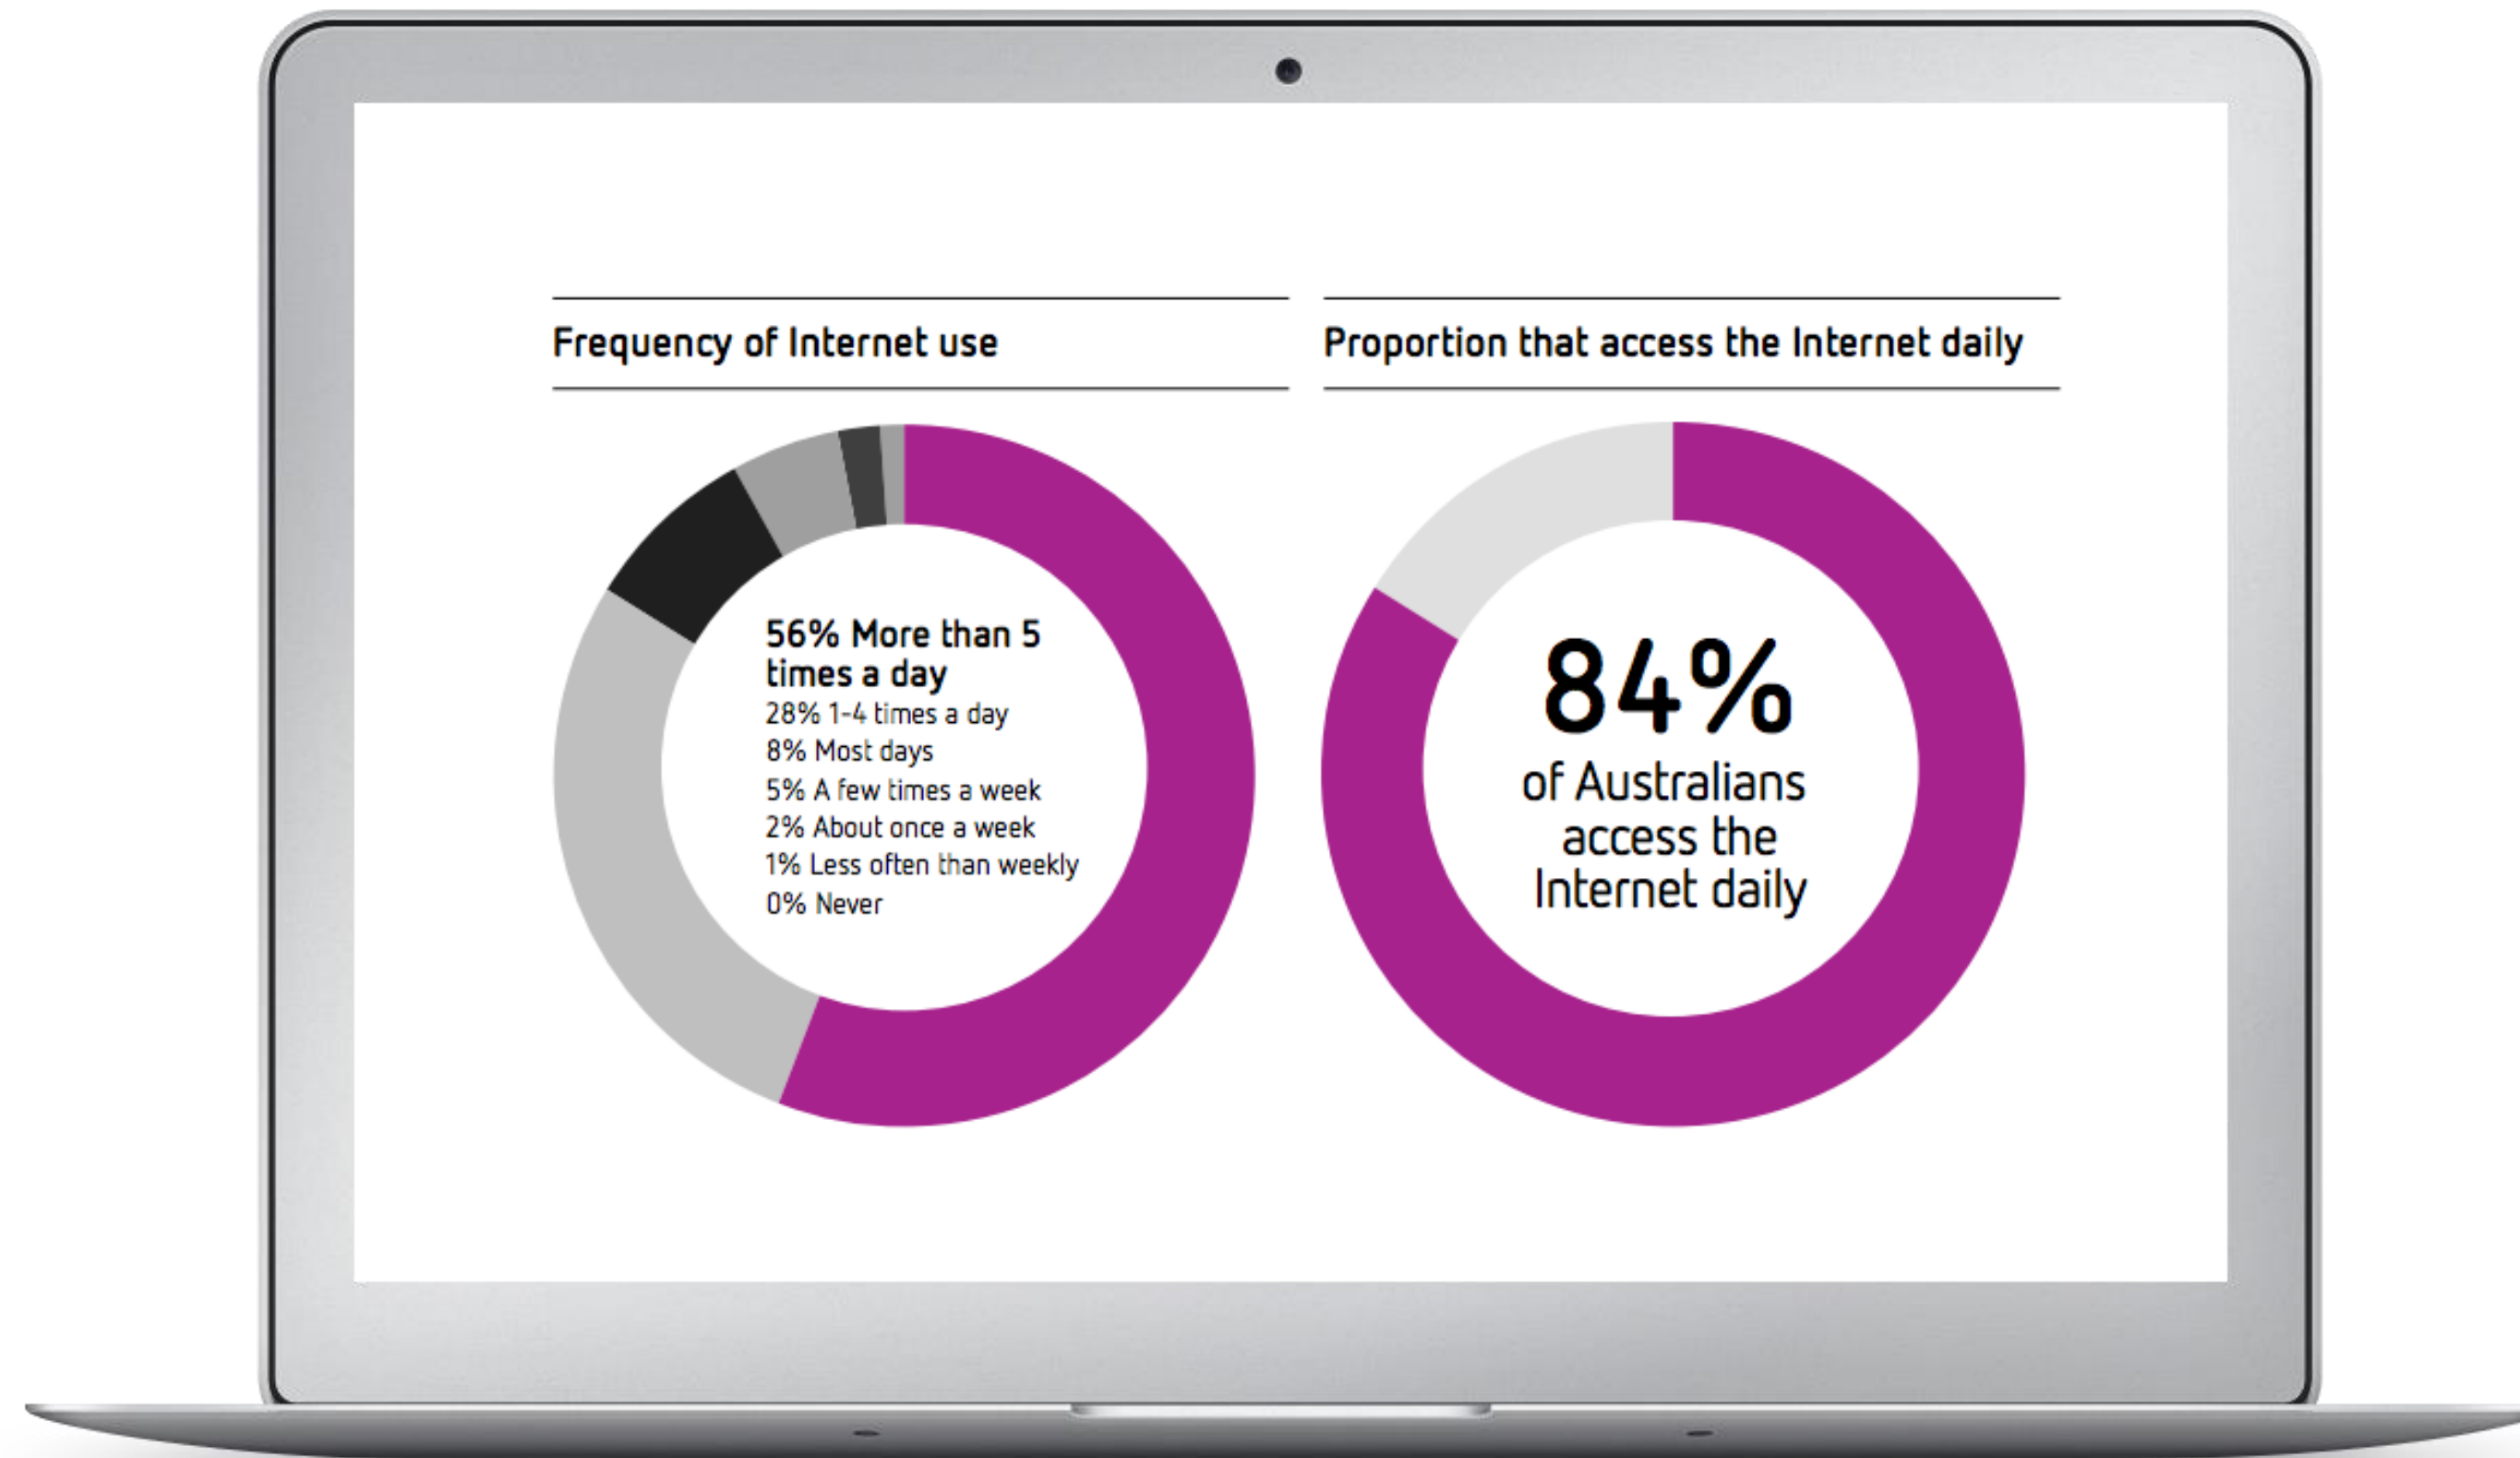 Frequency of Internet use
56% More than 5
times a day
28% 1-4 times a day
8% Most days
5% A few times a week
2% About once a week
1% Less often than weekly
0% Never
Proportion that access the Internet daily
84%
of Australians
access the
Internet daily